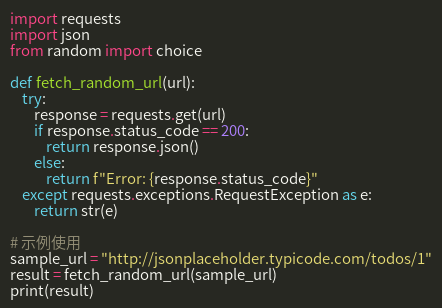 import requests
import json
from random import choice

def fetch_random_url(url):
    try:
        response = requests.get(url)
        if response.status_code == 200:
            return response.json()
        else:
            return f"Error: {response.status_code}"
    except requests.exceptions.RequestException as e:
        return str(e)

# 示例使用
sample_url = "http://jsonplaceholder.typicode.com/todos/1"
result = fetch_random_url(sample_url)
print(result)